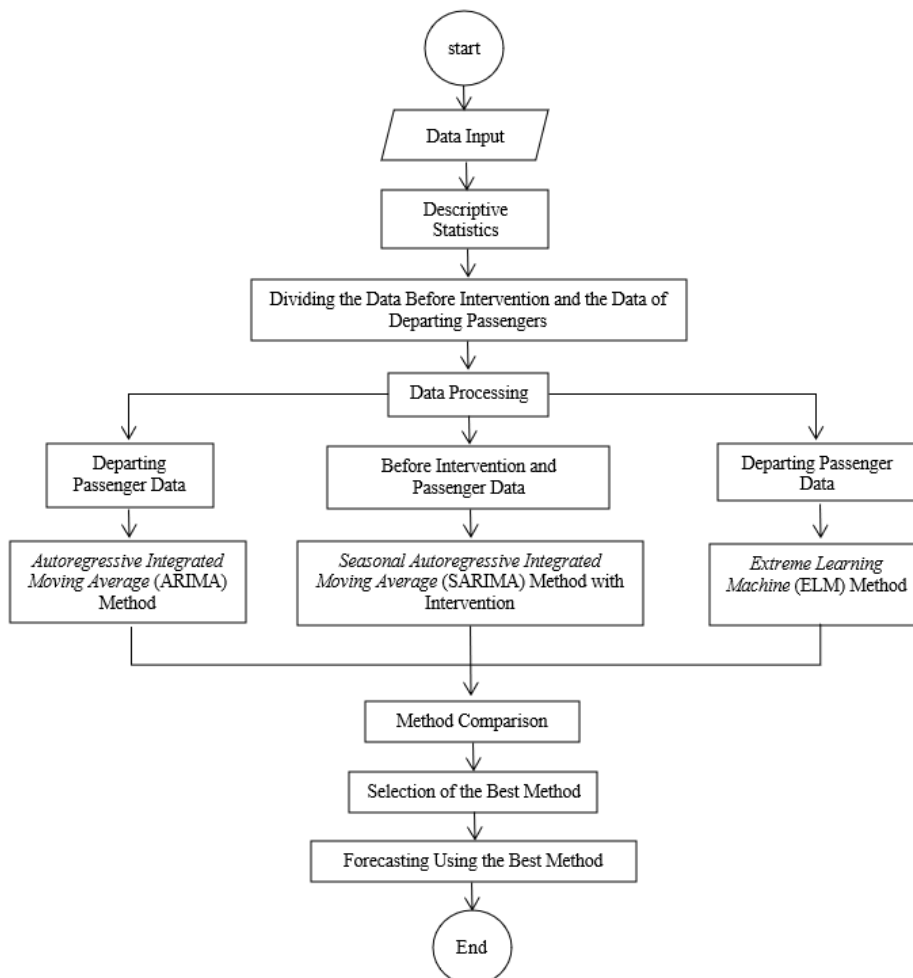 start
Data Input
Descriptive
Statistics
Dividing the Data Before Intervention and the Data of
Departing Passengers
Data Processing
Departing
Passenger Data
Before Intervention and
Passenger Data
Departing Passenger
Data
Autoregressive Integrated
Moving Average (ARIMA)
Method
Seasonal Autoregressive Integrated
Moving Average (SARIMA) Method with
Intervention
Extreme Learning
Machine (ELM) Method
Method Comparison
Selection of the Best Method
Forecasting Using the Best Method
End